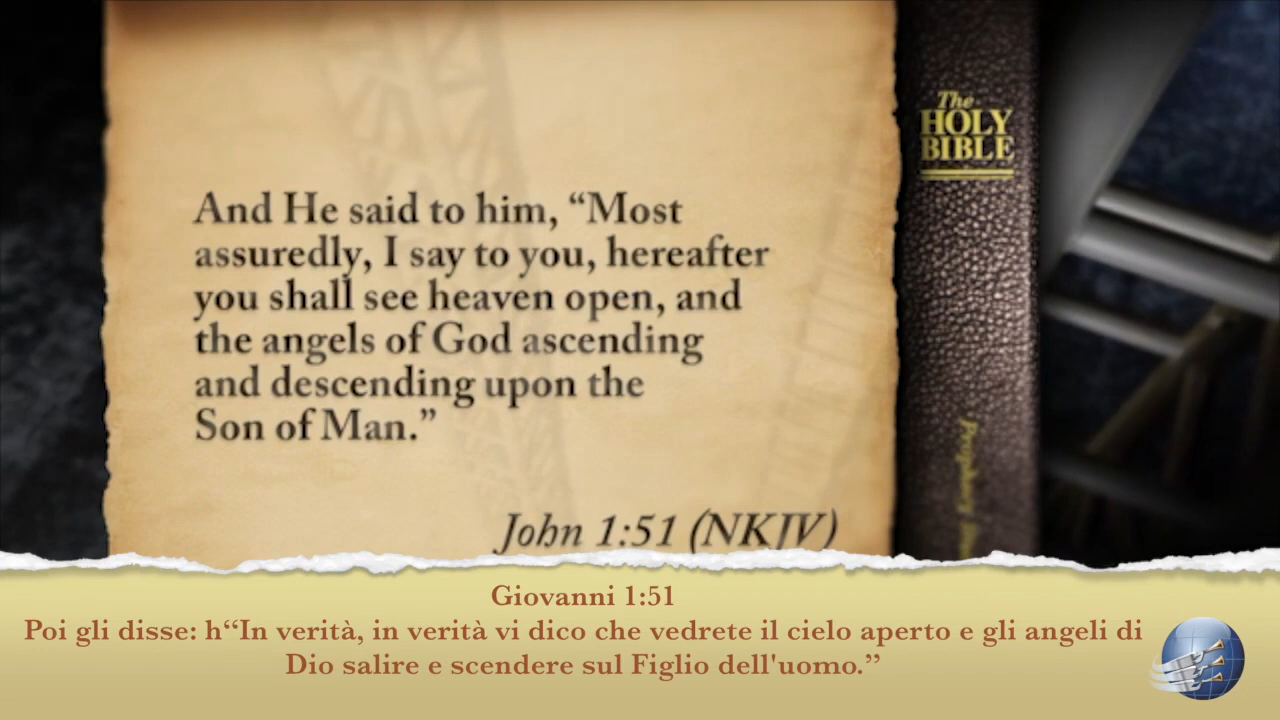 The
HOLY
BIBLE
And He said to him, “Most
assuredly, I say to you, hereafter
you shall see heaven open, and
the angels of God ascending
and descending upon the
Son of Man.”
John 1:51 (NKJV)
Prophecy
Giovanni 1:51
Poi gli disse: h“In verità, in verità vi dico che vedrete il cielo aperto e gli angeli di
Dio salire e scendere sul Figlio dell'uomo.”